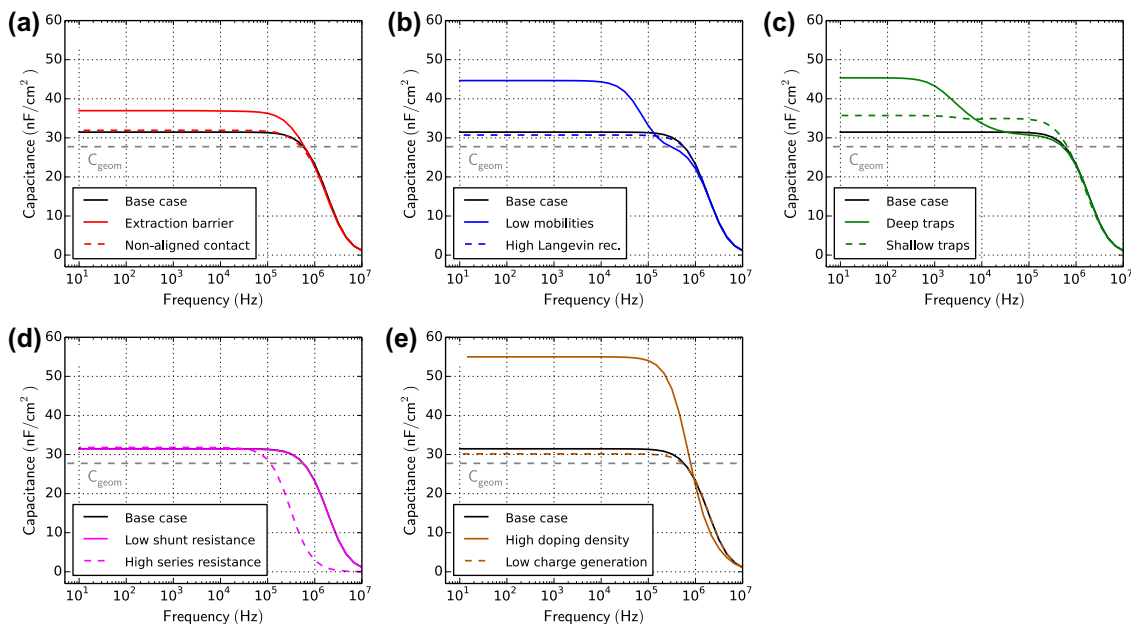 (a)
60
50
40
30
20
10
0
Capacitance (nF/cm²)
C_geom
Base case
Extraction barrier
Non-aligned contact
10¹ 10² 10³ 10⁴ 10⁵ 10⁶ 10⁷
Frequency (Hz)
(b)
60
50
40
30
20
10
0
Capacitance (nF/cm²)
C_geom
Base case
Low mobilities
High Langevin rec.
10¹ 10² 10³ 10⁴ 10⁵ 10⁶ 10⁷
Frequency (Hz)
(c)
60
50
40
30
20
10
0
Capacitance (nF/cm²)
C_geom
Base case
Deep traps
Shallow traps
10¹ 10² 10³ 10⁴ 10⁵ 10⁶ 10⁷
Frequency (Hz)
(d)
60
50
40
30
20
10
0
Capacitance (nF/cm²)
C_geom
Base case
Low shunt resistance
High series resistance
10¹ 10² 10³ 10⁴ 10⁵ 10⁶ 10⁷
Frequency (Hz)
(e)
60
50
40
30
20
10
0
Capacitance (nF/cm²)
C_geom
Base case
High doping density
Low charge generation
10¹ 10² 10³ 10⁴ 10⁵ 10⁶ 10⁷
Frequency (Hz)